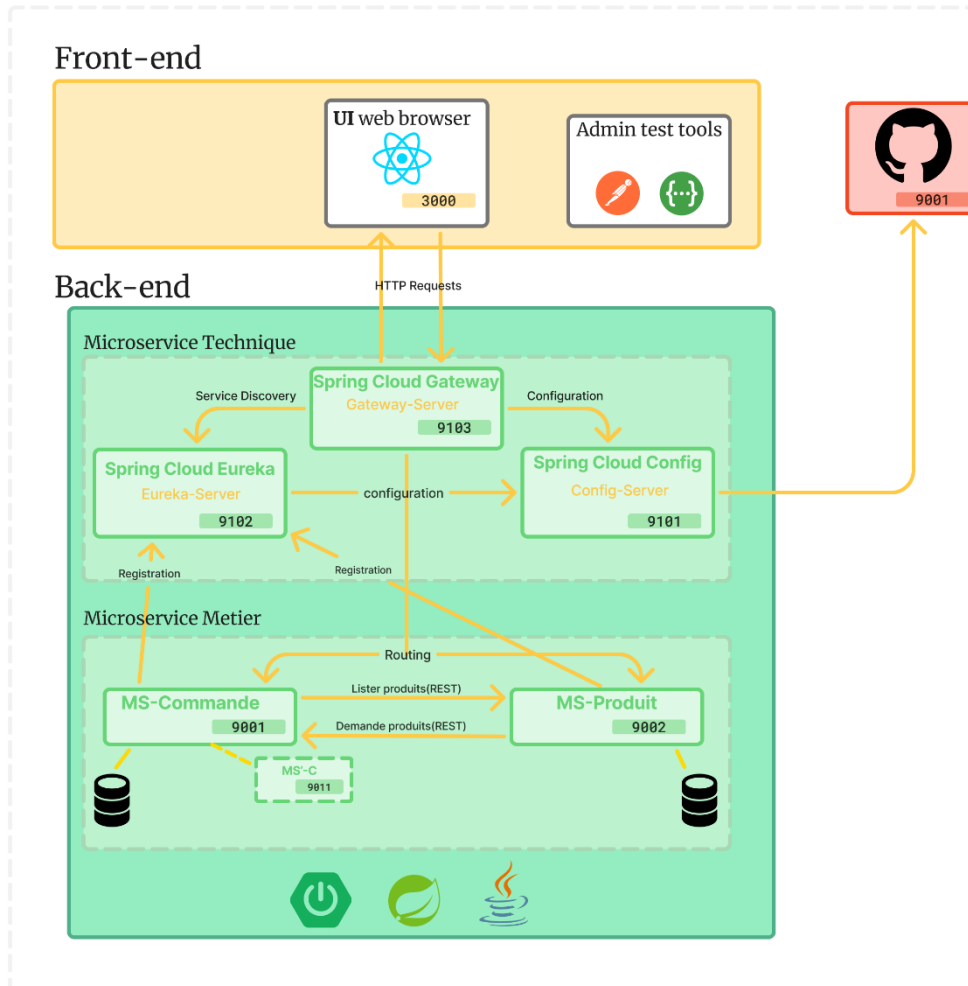 Front-end
UI web browser
3000
Admin test tools
{···}
9001
HTTP Requests
Back-end
Microservice Technique
Spring Cloud Gateway
Gateway-Server
9103
Service Discovery
Configuration
Spring Cloud Eureka
Eureka-Server
9102
configuration
Spring Cloud Config
Config-Server
9101
Registration
Registration
Microservice Metier
Routing
MS-Commande
9001
Lister produits(REST)
Demande produits(REST)
MS-Produit
9002
MS'-C
9011